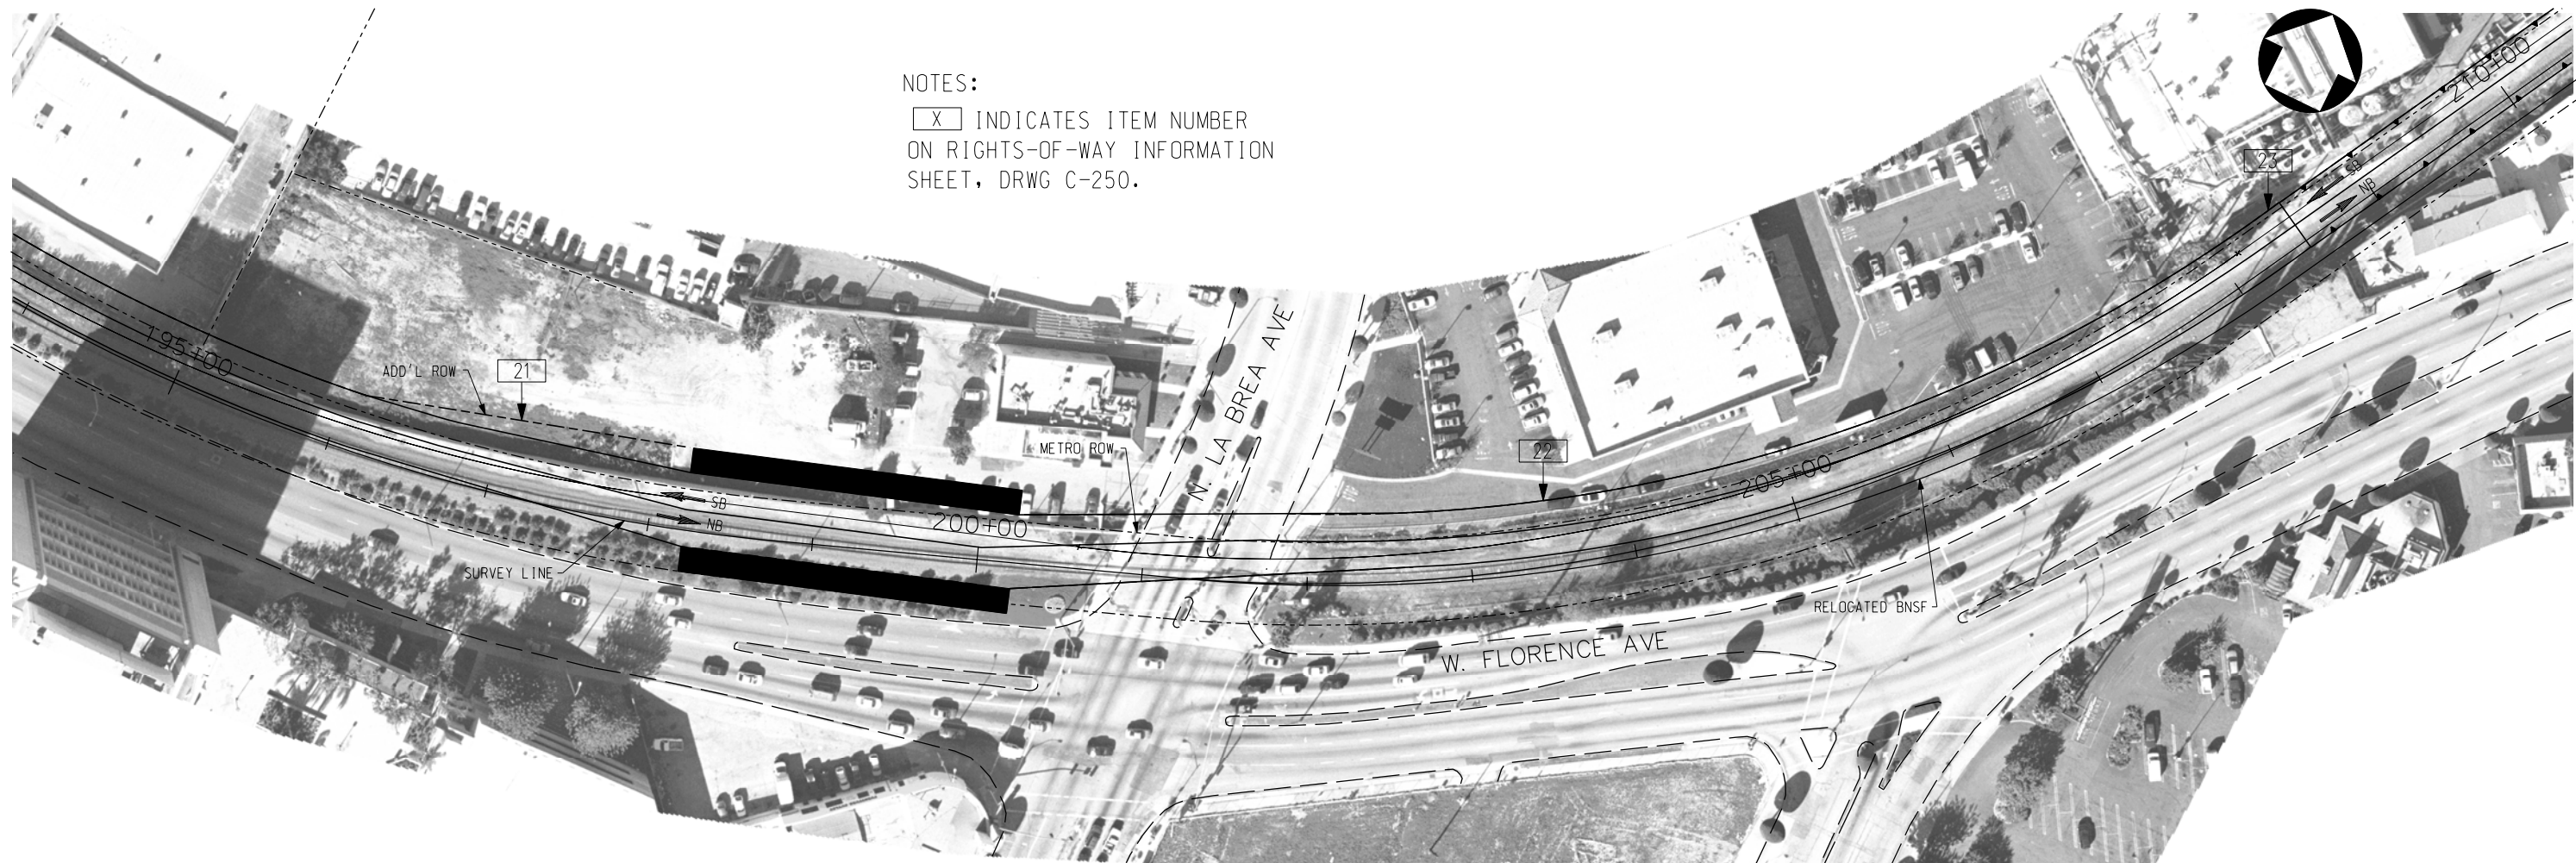 NOTES:
X INDICATES ITEM NUMBER
ON RIGHTS-OF-WAY INFORMATION
SHEET, DRWG C-250.
210+00
23
SB
NB
195+00
ADD'L ROW
21
N. LA BREA AVE
METRO ROW
22
205+00
SB
NB
200+00
SURVEY LINE
RELOCATED BNSF
W. FLORENCE AVE